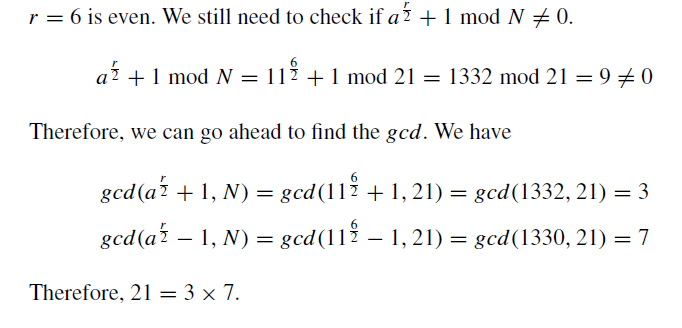 r = 6 is even. We still need to check if a^{r/2} + 1 mod N ≠ 0.
a^{r/2} + 1 mod N = 11^{6/2} + 1 mod 21 = 1332 mod 21 = 9 ≠ 0
Therefore, we can go ahead to find the gcd. We have
gcd(a^{r/2} + 1, N) = gcd(11^{6/2} + 1, 21) = gcd(1332, 21) = 3
gcd(a^{r/2} − 1, N) = gcd(11^{6/2} − 1, 21) = gcd(1330, 21) = 7
Therefore, 21 = 3 × 7.